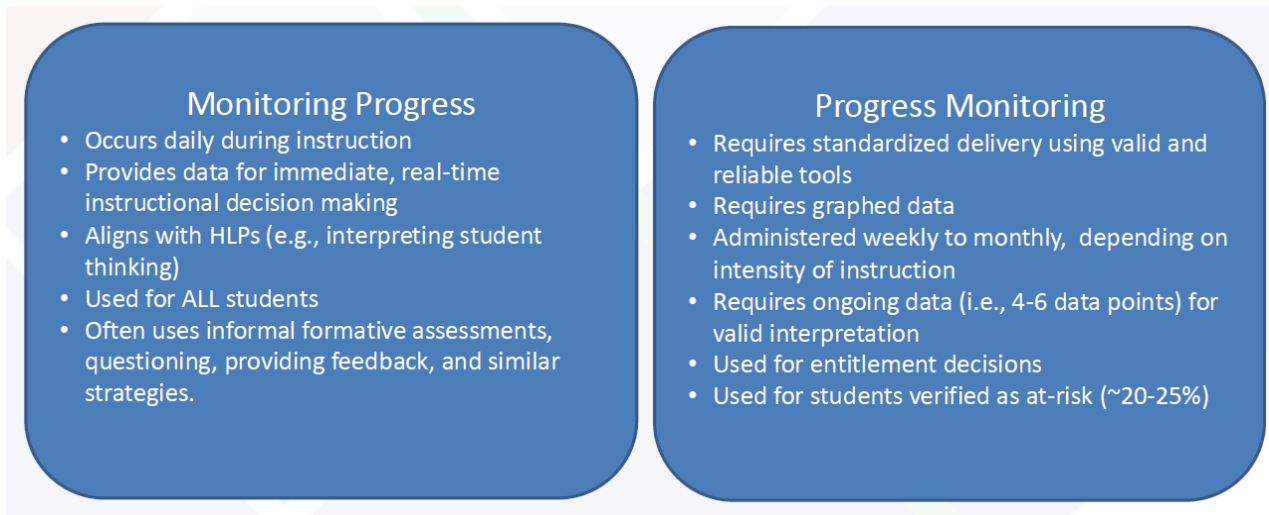 Monitoring Progress
• Occurs daily during instruction
• Provides data for immediate, real-time
instructional decision making
• Aligns with HLPs (e.g., interpreting student
thinking)
• Used for ALL students
• Often uses informal formative assessments,
questioning, providing feedback, and similar
strategies.
Progress Monitoring
• Requires standardized delivery using valid and
reliable tools
• Requires graphed data
• Administered weekly to monthly,  depending on
intensity of instruction
• Requires ongoing data (i.e., 4-6 data points) for
valid interpretation
• Used for entitlement decisions
• Used for students verified as at-risk (~20-25%)